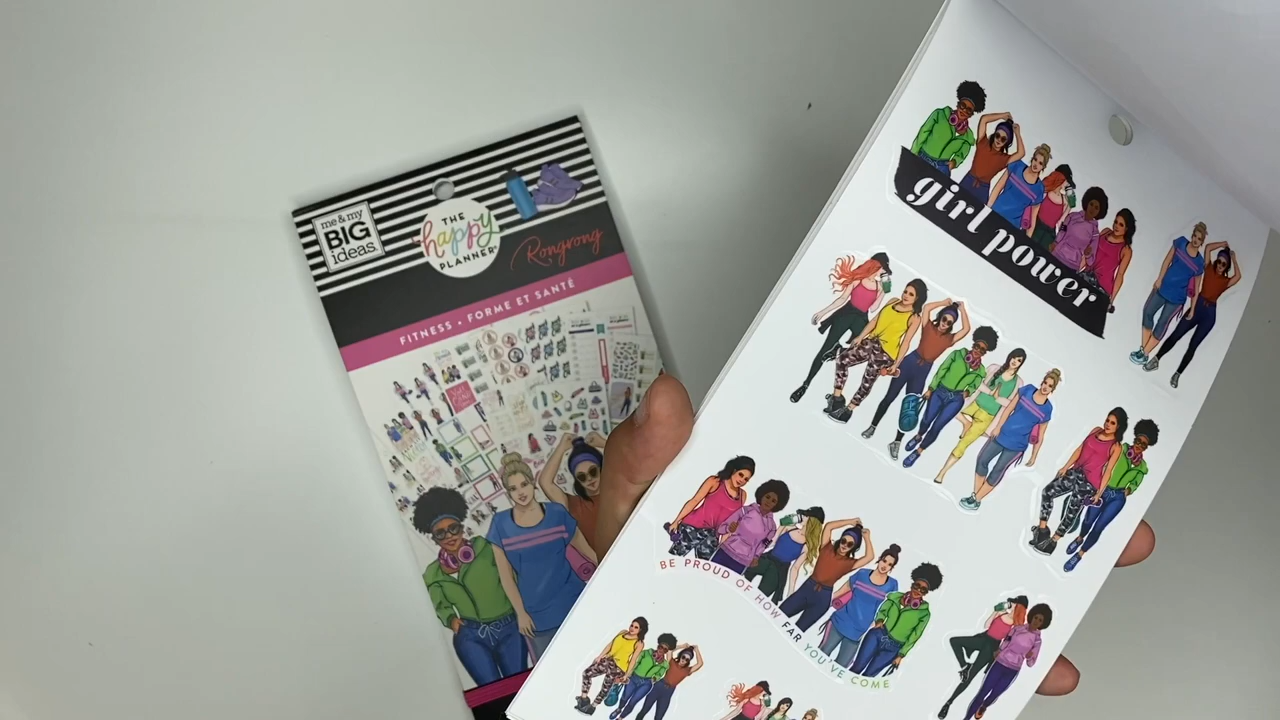 me & my
BIG
ideas®
THE
happy
PLANNER®
Rongrong
FITNESS • FORME ET SANTÉ
girl power
BE PROUD OF HOW FAR YOU'VE COME